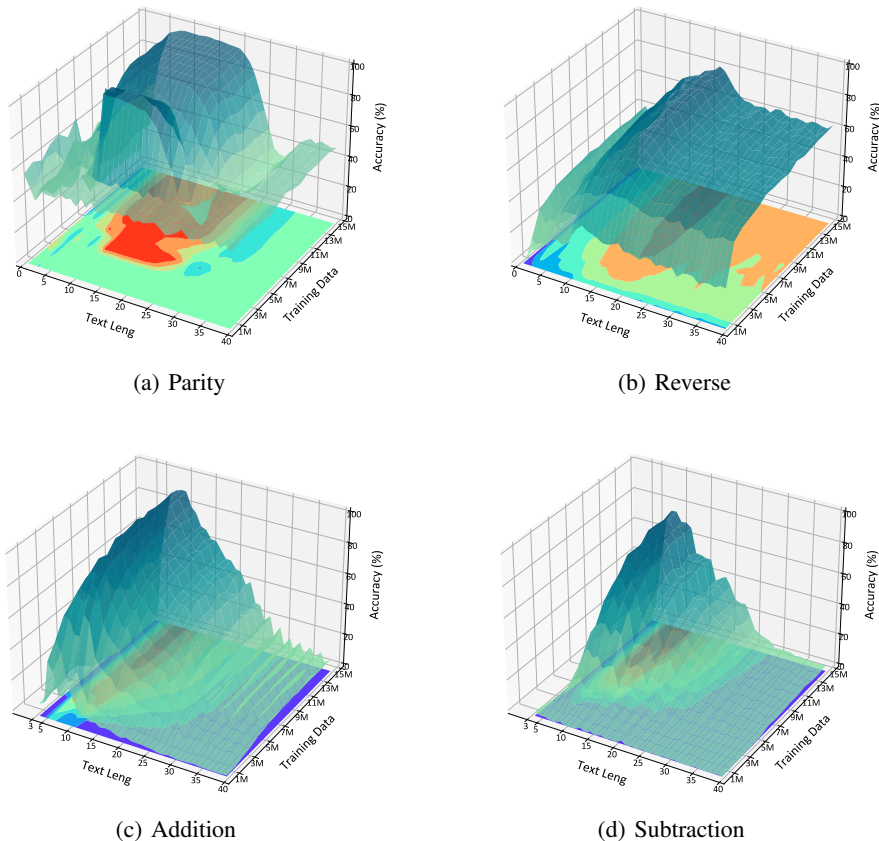 100
80
60
40
20
0
Accuracy (%)
15M
13M
11M
9M
7M
5M
3M
1M
Training Data
0
5
10
15
20
25
30
35
40
Text Leng
(a) Parity
100
80
60
40
20
0
Accuracy (%)
15M
13M
11M
9M
7M
5M
3M
1M
Training Data
0
5
10
15
20
25
30
35
40
Text Leng
(b) Reverse
100
80
60
40
20
0
Accuracy (%)
15M
13M
11M
9M
7M
5M
3M
1M
Training Data
3
5
10
15
20
25
30
35
40
Text Leng
(c) Addition
100
80
60
40
20
0
Accuracy (%)
15M
13M
11M
9M
7M
5M
3M
1M
Training Data
3
5
10
15
20
25
30
35
40
Text Leng
(d) Subtraction